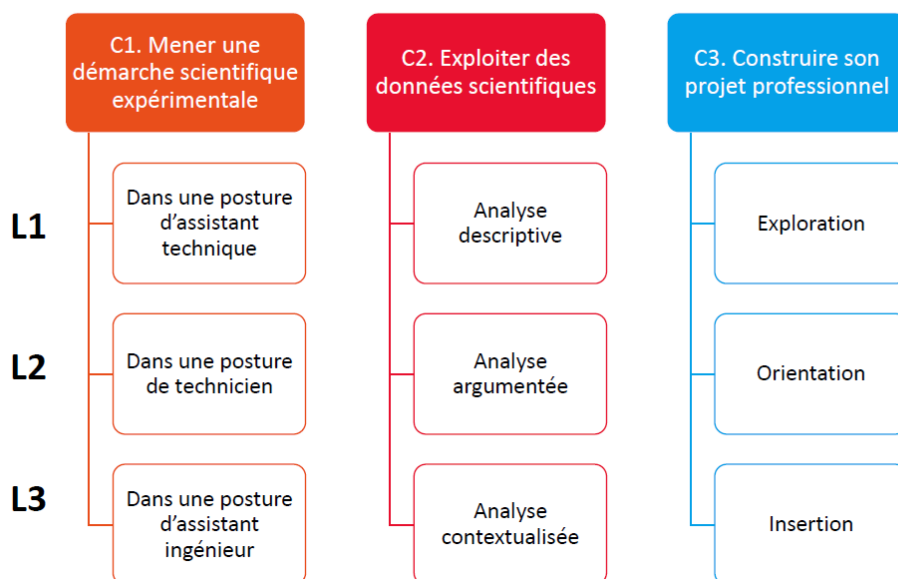 C1. Mener une
démarche scientifique
expérimentale
C2. Exploiter des
données scientifiques
C3. Construire son
projet professionnel
L1
Dans une posture
d’assistant
technique
Analyse
descriptive
Exploration
L2
Dans une posture
de technicien
Analyse
argumentée
Orientation
L3
Dans une posture
d’assistant
ingénieur
Analyse
contextualisée
Insertion